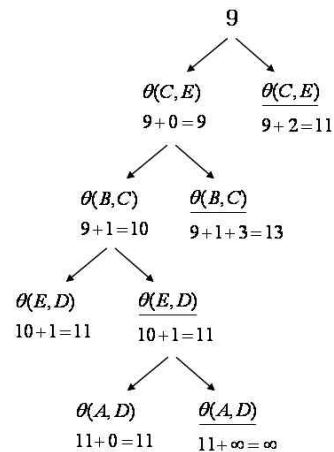 9
θ(C,E) θ(C,E)
9+0=9 9+2=11
θ(B,C) θ(B,C)
9+1=10 9+1+3=13
θ(E,D) θ(E,D)
10+1=11 10+1=11
θ(A,D) θ(A,D)
11+0=11 11+∞=∞